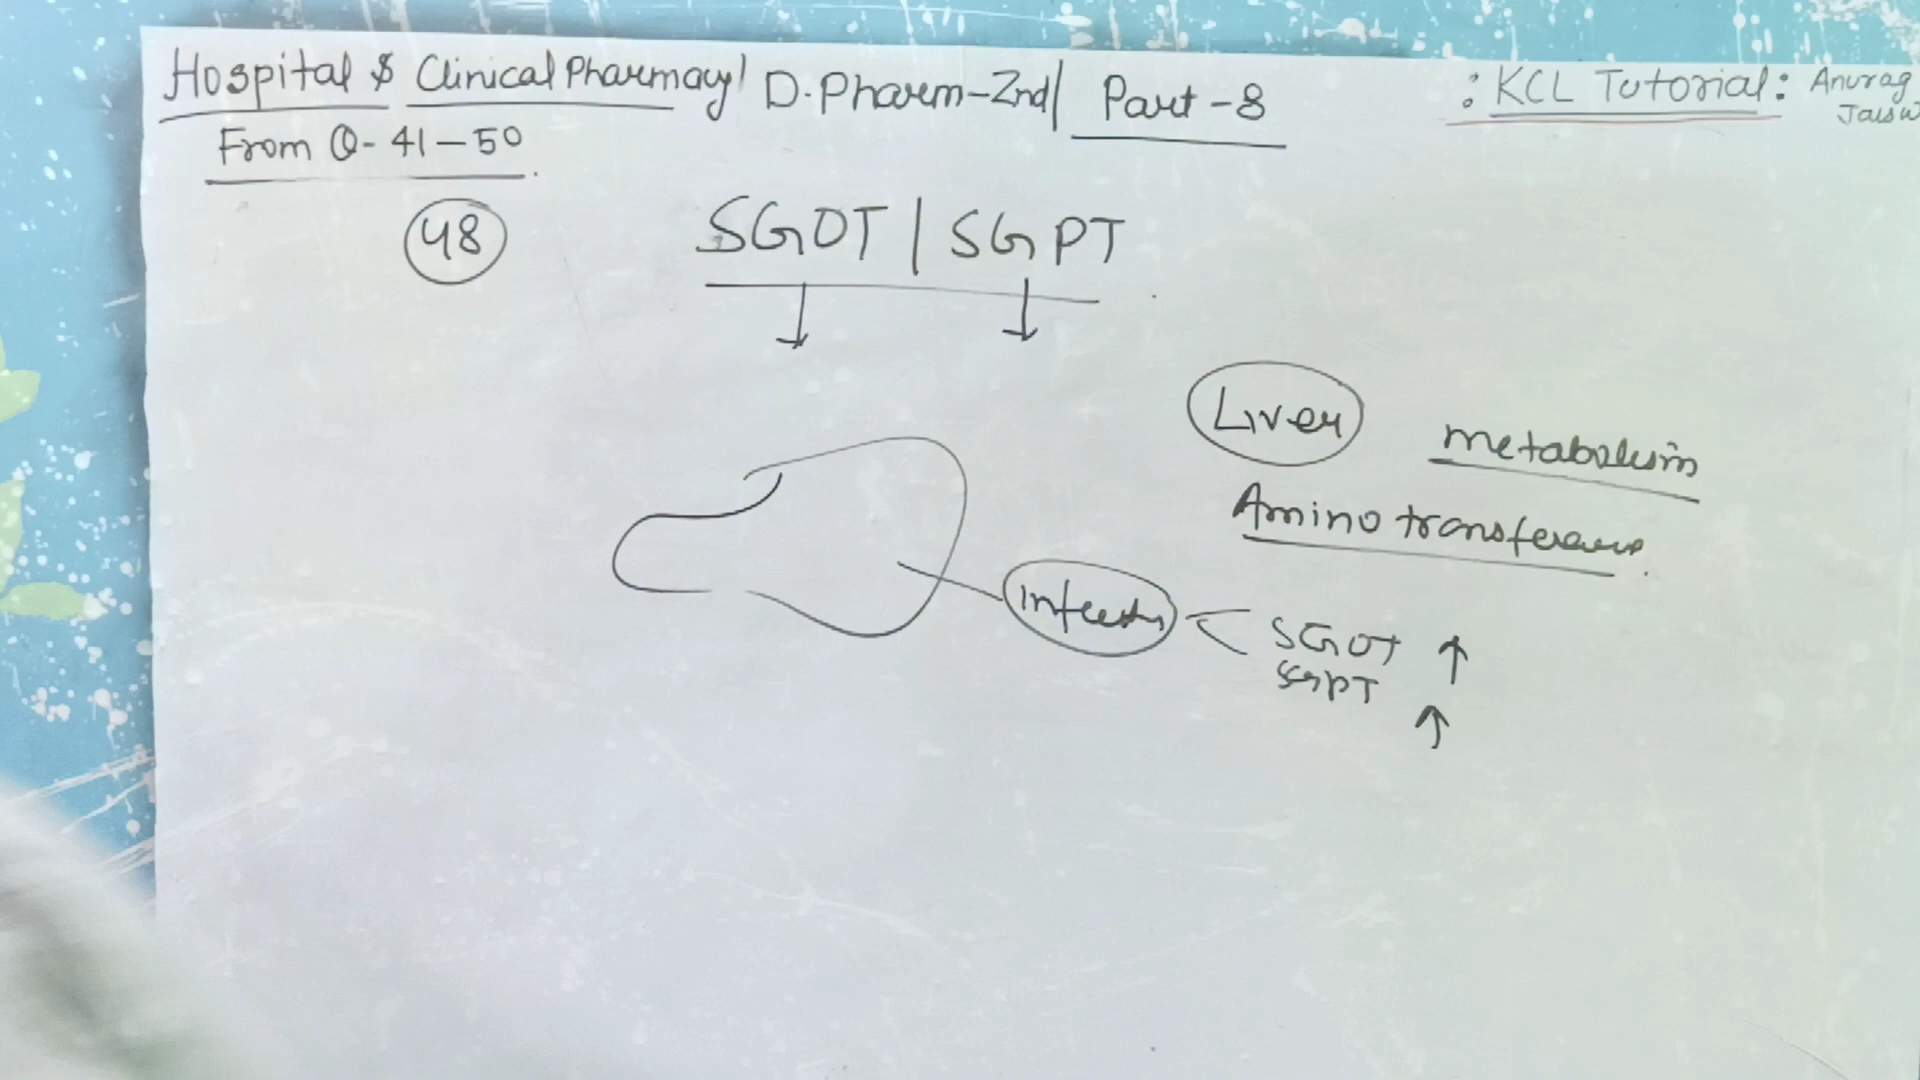 Hospital $ Clinical Pharmacy/ D.Pharm-2nd/ Part-8
: KCL Tutorial: Anurag
Jaisw
From Q- 41-50
48
SGOT | SGPT
Liver
metabolism
Amino transferase
Infection
SGOT ↑
SGPT ↑